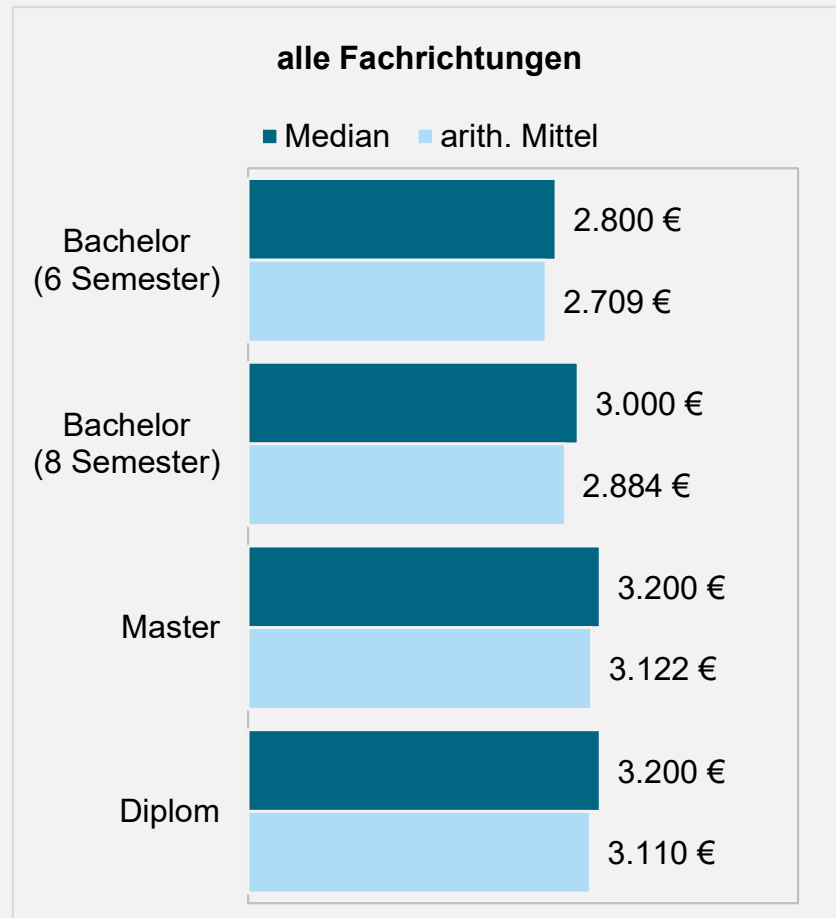 alle Fachrichtungen
Median arith. Mittel
Bachelor
(6 Semester)
2.800 €
2.709 €
Bachelor
(8 Semester)
3.000 €
2.884 €
Master
3.200 €
3.122 €
Diplom
3.200 €
3.110 €